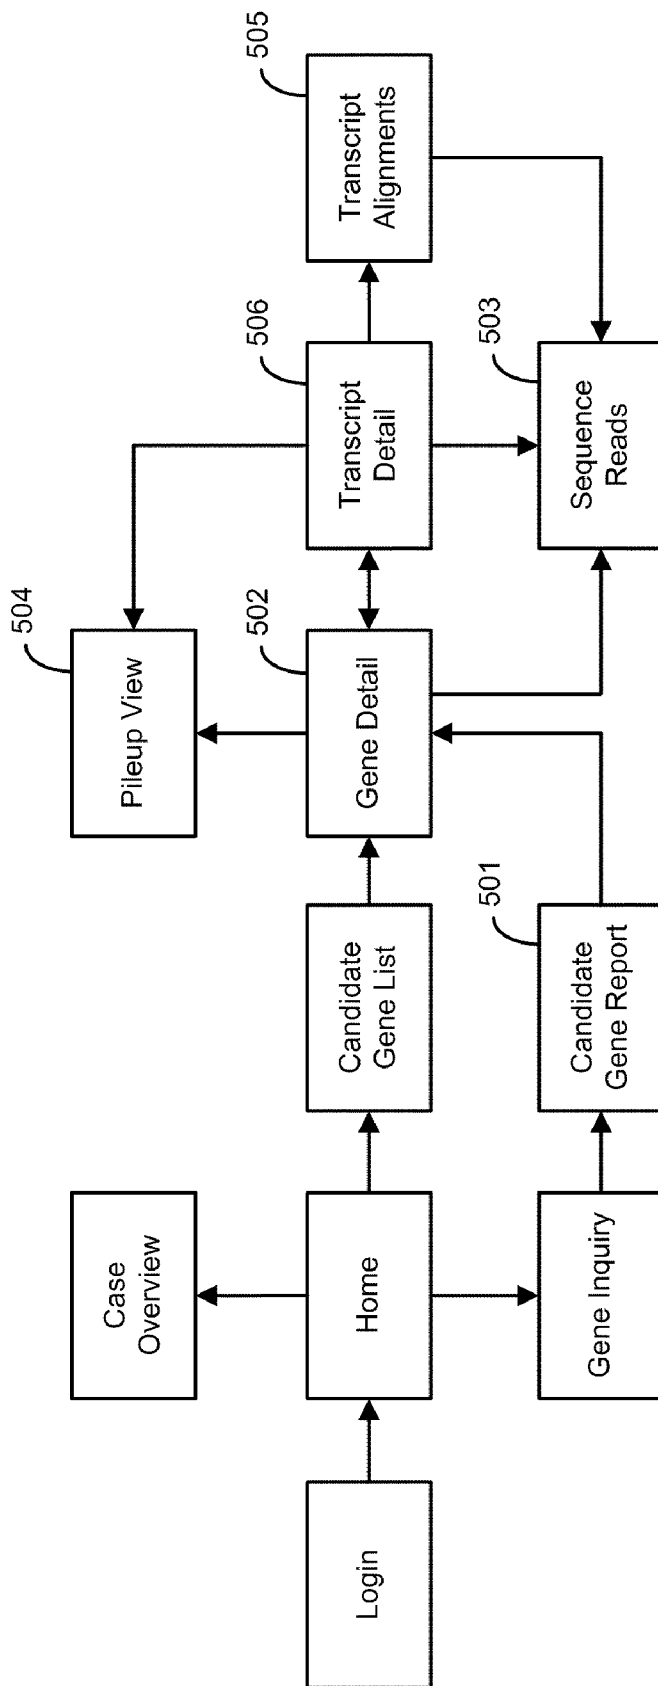 Login
Case
Overview
Home
Gene Inquiry
Candidate
Gene List
501
Candidate
Gene Report
504
Pileup View
502
Gene Detail
506
Transcript
Detail
503
Sequence
Reads
505
Transcript
Alignments